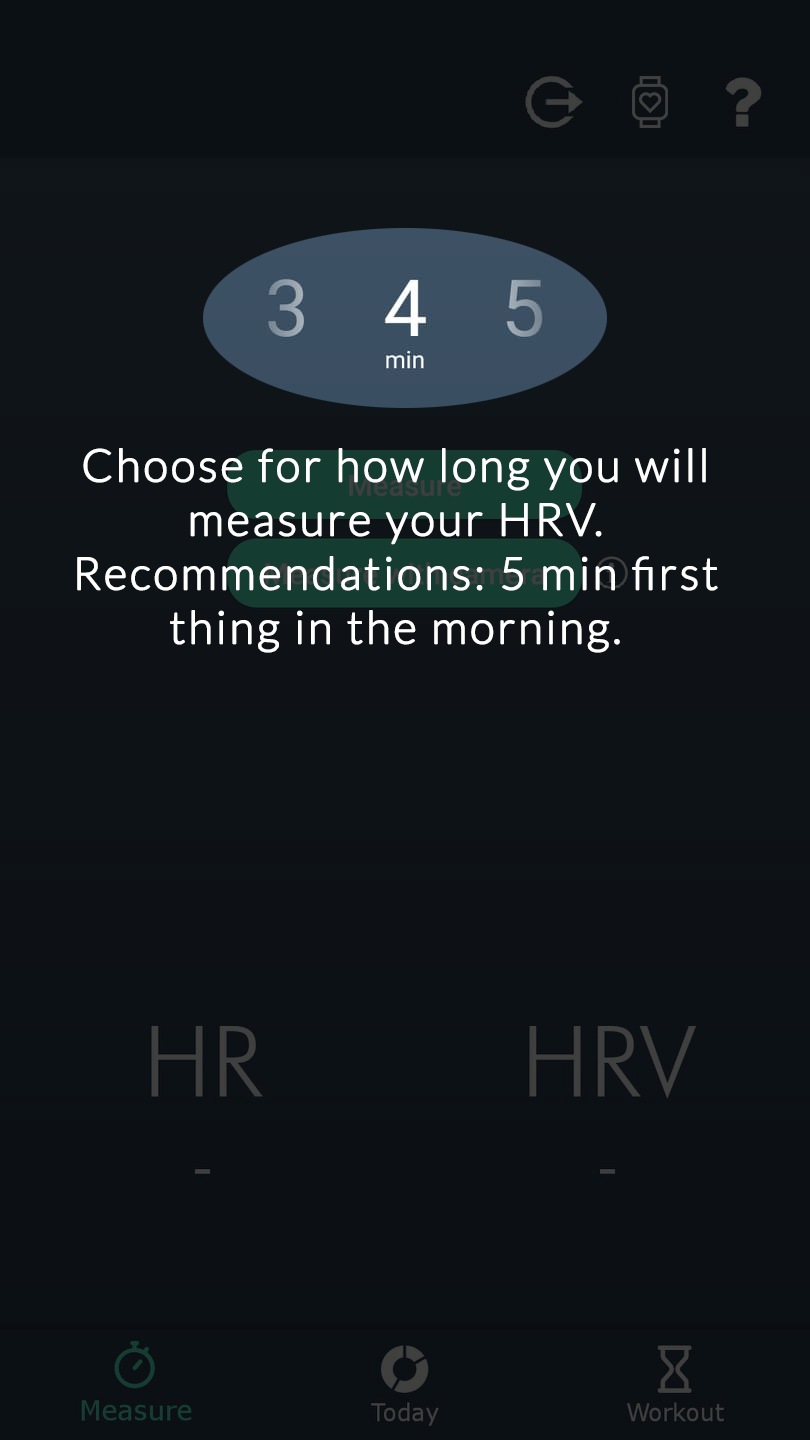 3 4 5
min
Choose for how long you will
measure your HRV.
Recommendations: 5 min first
thing in the morning.
Measure
HR HRV
- -
Measure Today Workout